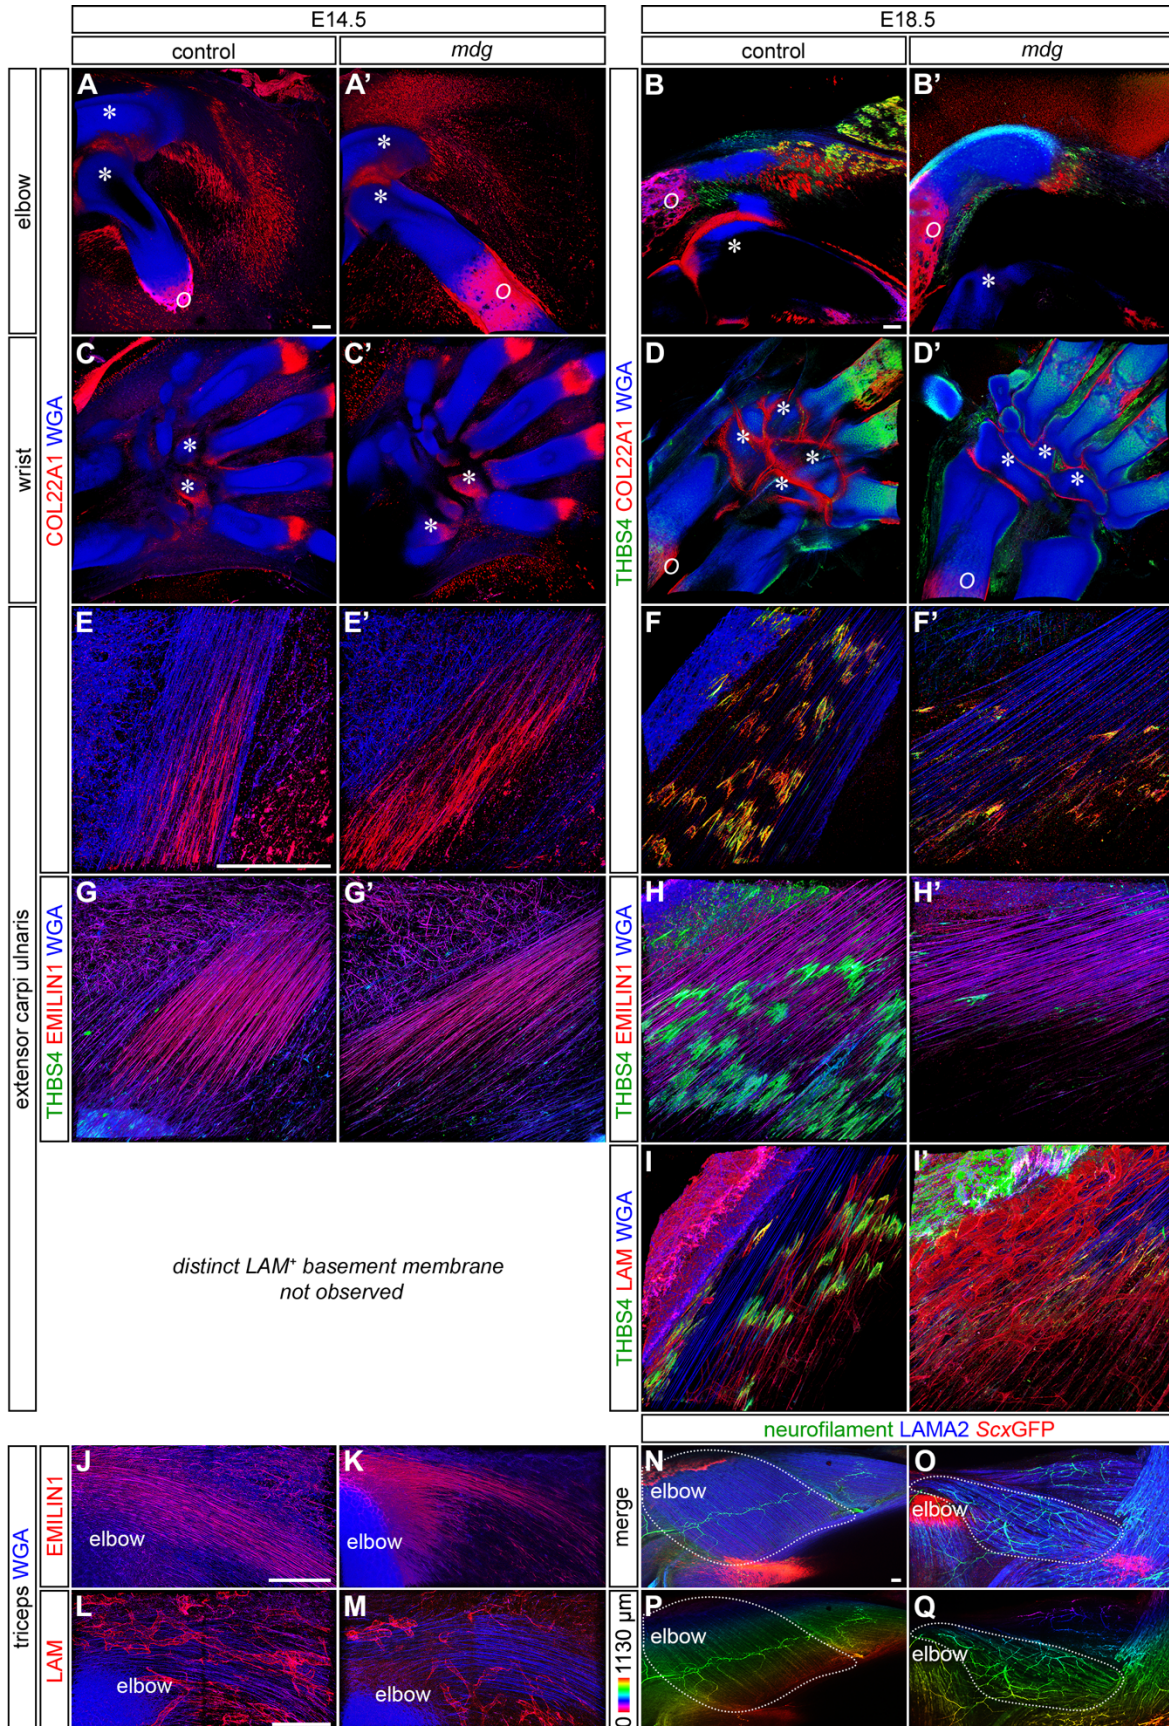 E14.5
E18.5
control
mdg
control
mdg
elbow
wrist
extensor carpi ulnaris
triceps WGA
COL22A1 WGA
THBS4 COL22A1 WGA
THBS4 EMILIN1 WGA
THBS4 EMILIN1 WGA
THBS4 LAM WGA
EMILIN1
LAM
merge
0 1130 µm
A
*
*
O
A'
*
*
O
B
O
*
B'
O
*
C
*
*
C'
*
*
D
*
*
*
*
O
D'
*
*
*
O
E
E'
F
F'
G
G'
H
H'
distinct LAM⁺ basement membrane
not observed
I
I'
neurofilament LAMA2 ScxGFP
J
elbow
K
N
elbow
O
elbow
L
elbow
M
elbow
P
elbow
Q
elbow